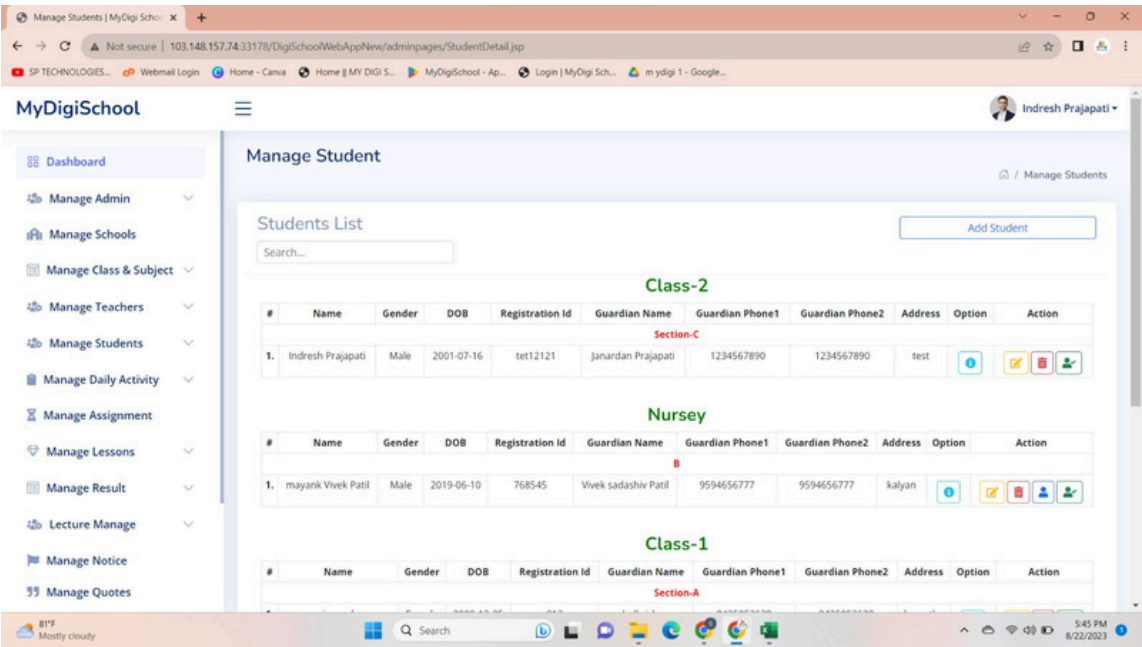 Manage Students | MyDigi Schoo
Not secure | 103.148.157.74:33178/DigiSchoolWebAppNew/adminpages/StudentDetail.jsp
SP TECHNOLOGIES... Webmail Login Home - Canva Home || MY DIGI S... MyDigiSchool - Ap... Login | MyDigi Sch... m ydigi 1 - Google...
MyDigiSchool
Indresh Prajapati
Dashboard
Manage Admin
Manage Schools
Manage Class & Subject
Manage Teachers
Manage Students
Manage Daily Activity
Manage Assignment
Manage Lessons
Manage Result
Lecture Manage
Manage Notice
Manage Quotes
Manage Student
/ Manage Students
Students List
Add Student
Search...
Class-2
# Name Gender DOB Registration Id Guardian Name Guardian Phone1 Guardian Phone2 Address Option Action
Section-C
1. Indresh Prajapati Male 2001-07-16 tet12121 Janardan Prajapati 1234567890 1234567890 test
Nursey
# Name Gender DOB Registration Id Guardian Name Guardian Phone1 Guardian Phone2 Address Option Action
B
1. mayank Vivek Patil Male 2019-06-10 768545 Vivek sadashiv Patil 9594656777 9594656777 kalyan
Class-1
# Name Gender DOB Registration Id Guardian Name Guardian Phone1 Guardian Phone2 Address Option Action
Section-A
81°F
Mostly cloudy
Search
5:45 PM
8/22/2023